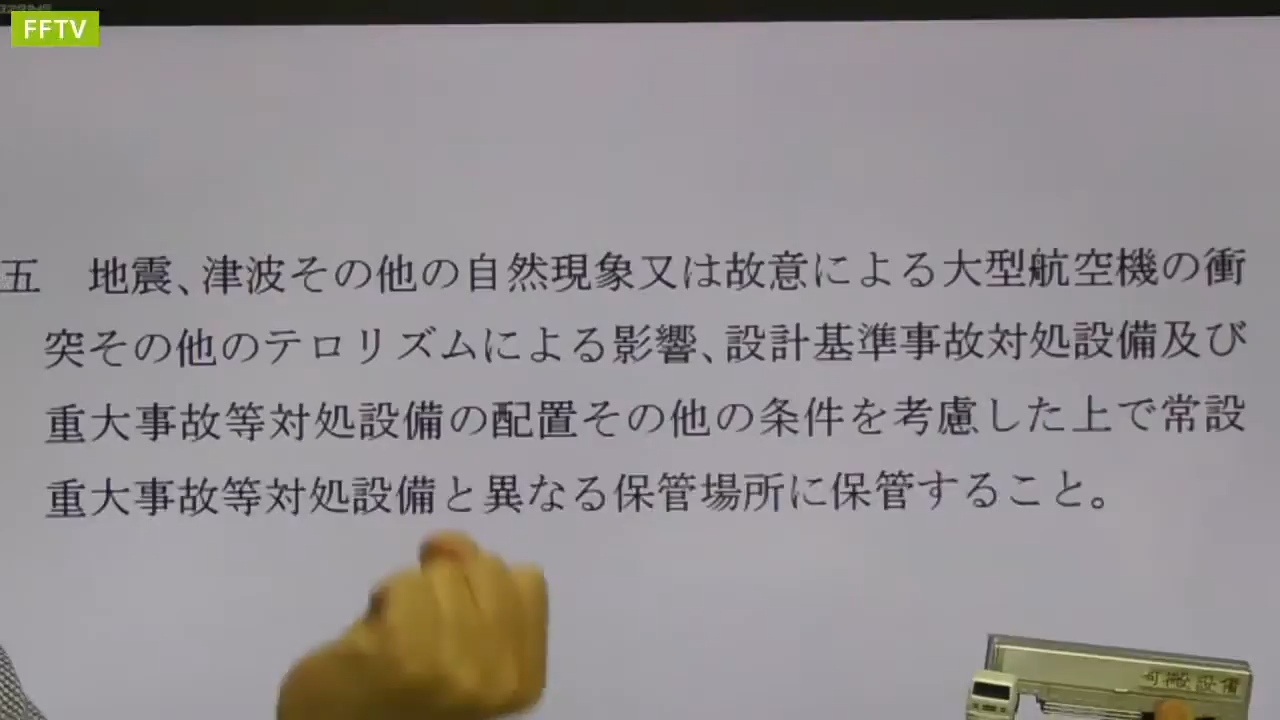 FFTV
五 地震、津波その他の自然現象又は故意による大型航空機の衝
突その他のテロリズムによる影響、設計基準事故対処設備及び
重大事故等対処設備の配置その他の条件を考慮した上で常設
重大事故等対処設備と異なる保管場所に保管すること。
可搬設備